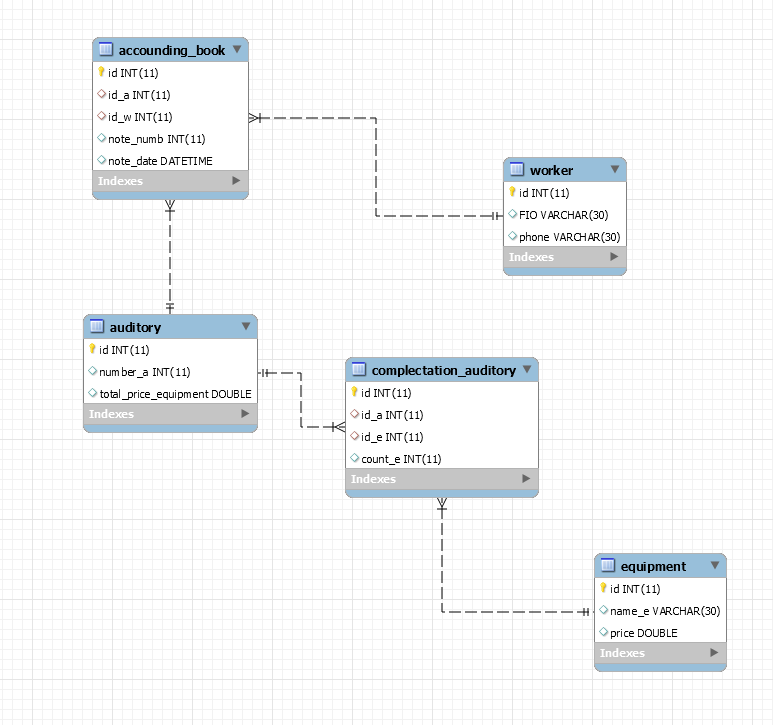 accounding_book
id INT(11)
id_a INT(11)
id_w INT(11)
note_numb INT(11)
note_date DATETIME
Indexes
worker
id INT(11)
FIO VARCHAR(30)
phone VARCHAR(30)
Indexes
auditory
id INT(11)
number_a INT(11)
total_price_equipment DOUBLE
Indexes
complectation_auditory
id INT(11)
id_a INT(11)
id_e INT(11)
count_e INT(11)
Indexes
equipment
id INT(11)
name_e VARCHAR(30)
price DOUBLE
Indexes